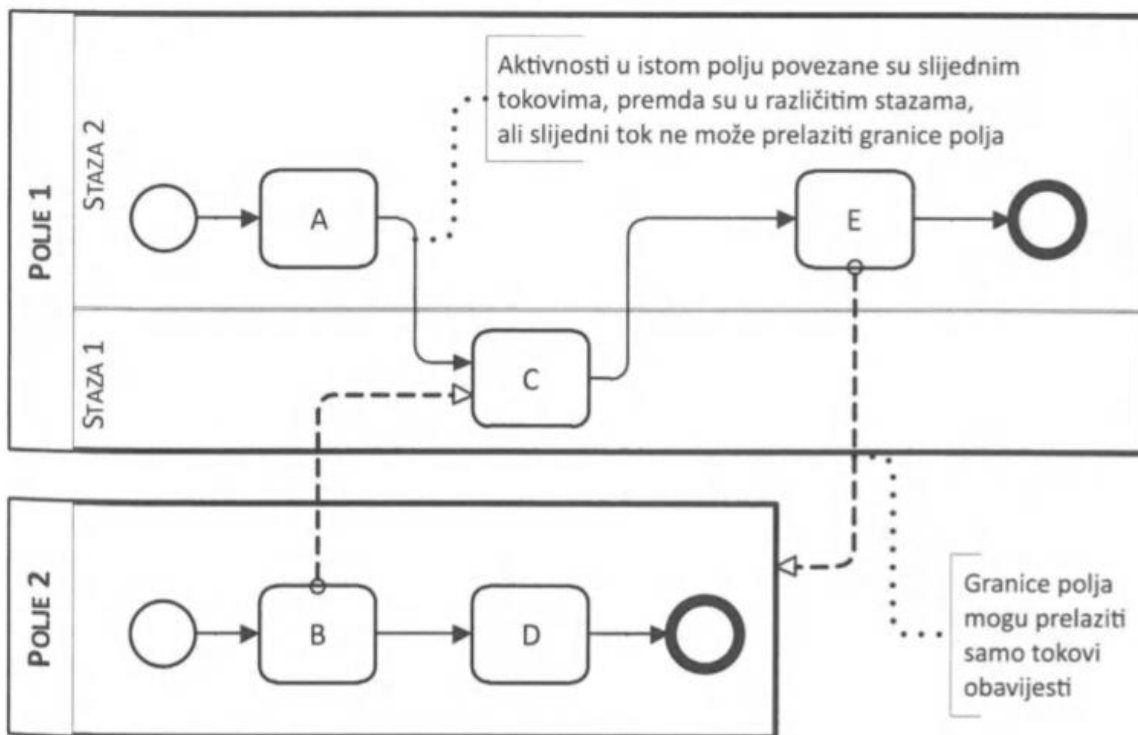 POLJE 1
STAZA 2
Aktivnosti u istom polju povezane su slijednim
tokovima, premda su u različitim stazama,
ali slijedni tok ne može prelaziti granice polja
A
E
STAZA 1
C
POLJE 2
B
D
Granice polja
mogu prelaziti
samo tokovi
obavijesti